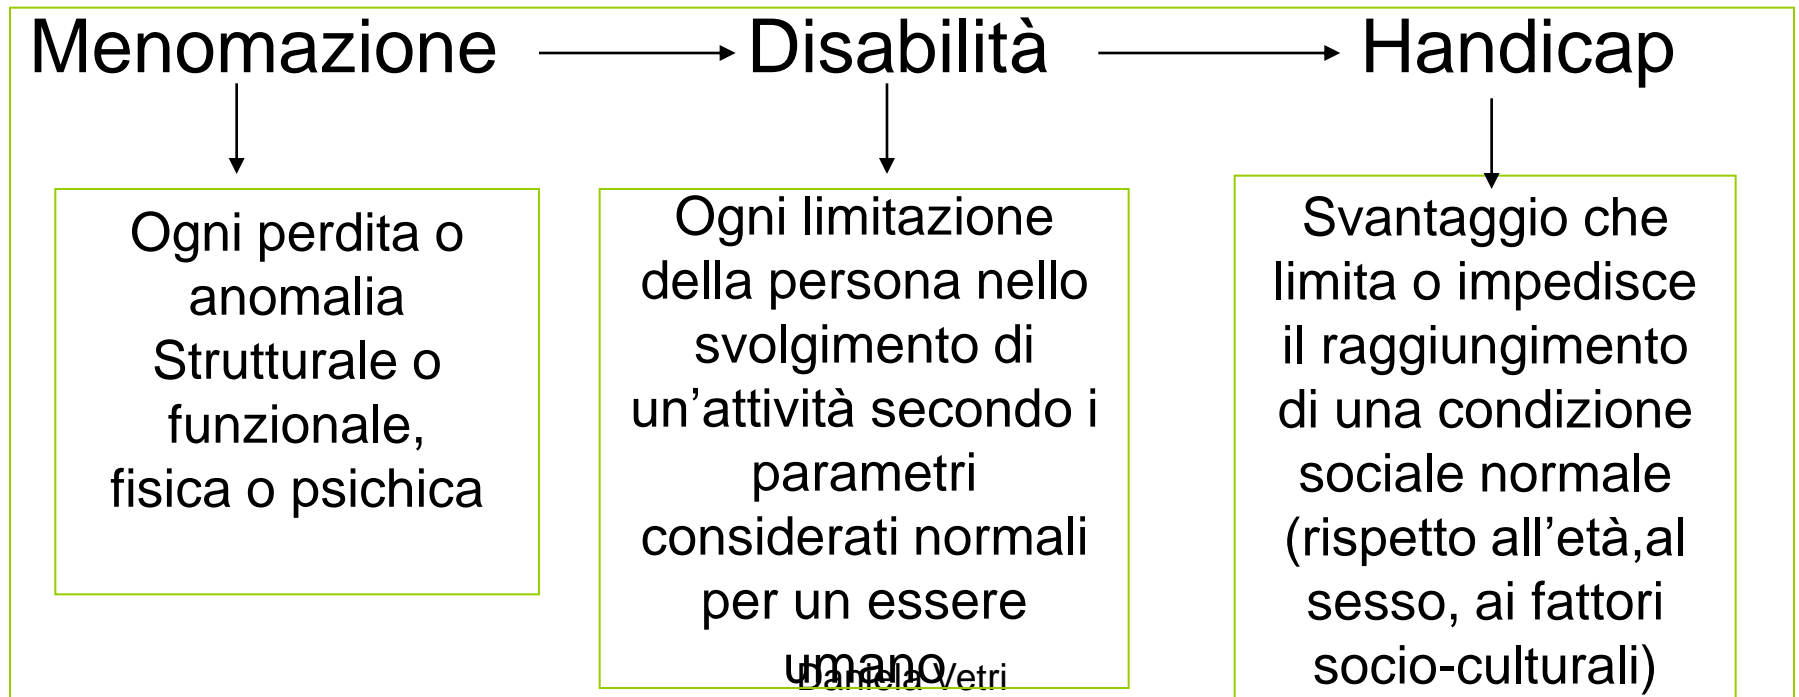 Menomazione
Disabilità
Handicap
Ogni perdita o
anomalia
Strutturale o
funzionale,
fisica o psichica
Ogni limitazione
della persona nello
svolgimento di
un’attività secondo i
parametri
considerati normali
per un essere
umano
Svantaggio che
limita o impedisce
il raggiungimento
di una condizione
sociale normale
(rispetto all’età,al
sesso, ai fattori
socio-culturali)
Daniela Vetri